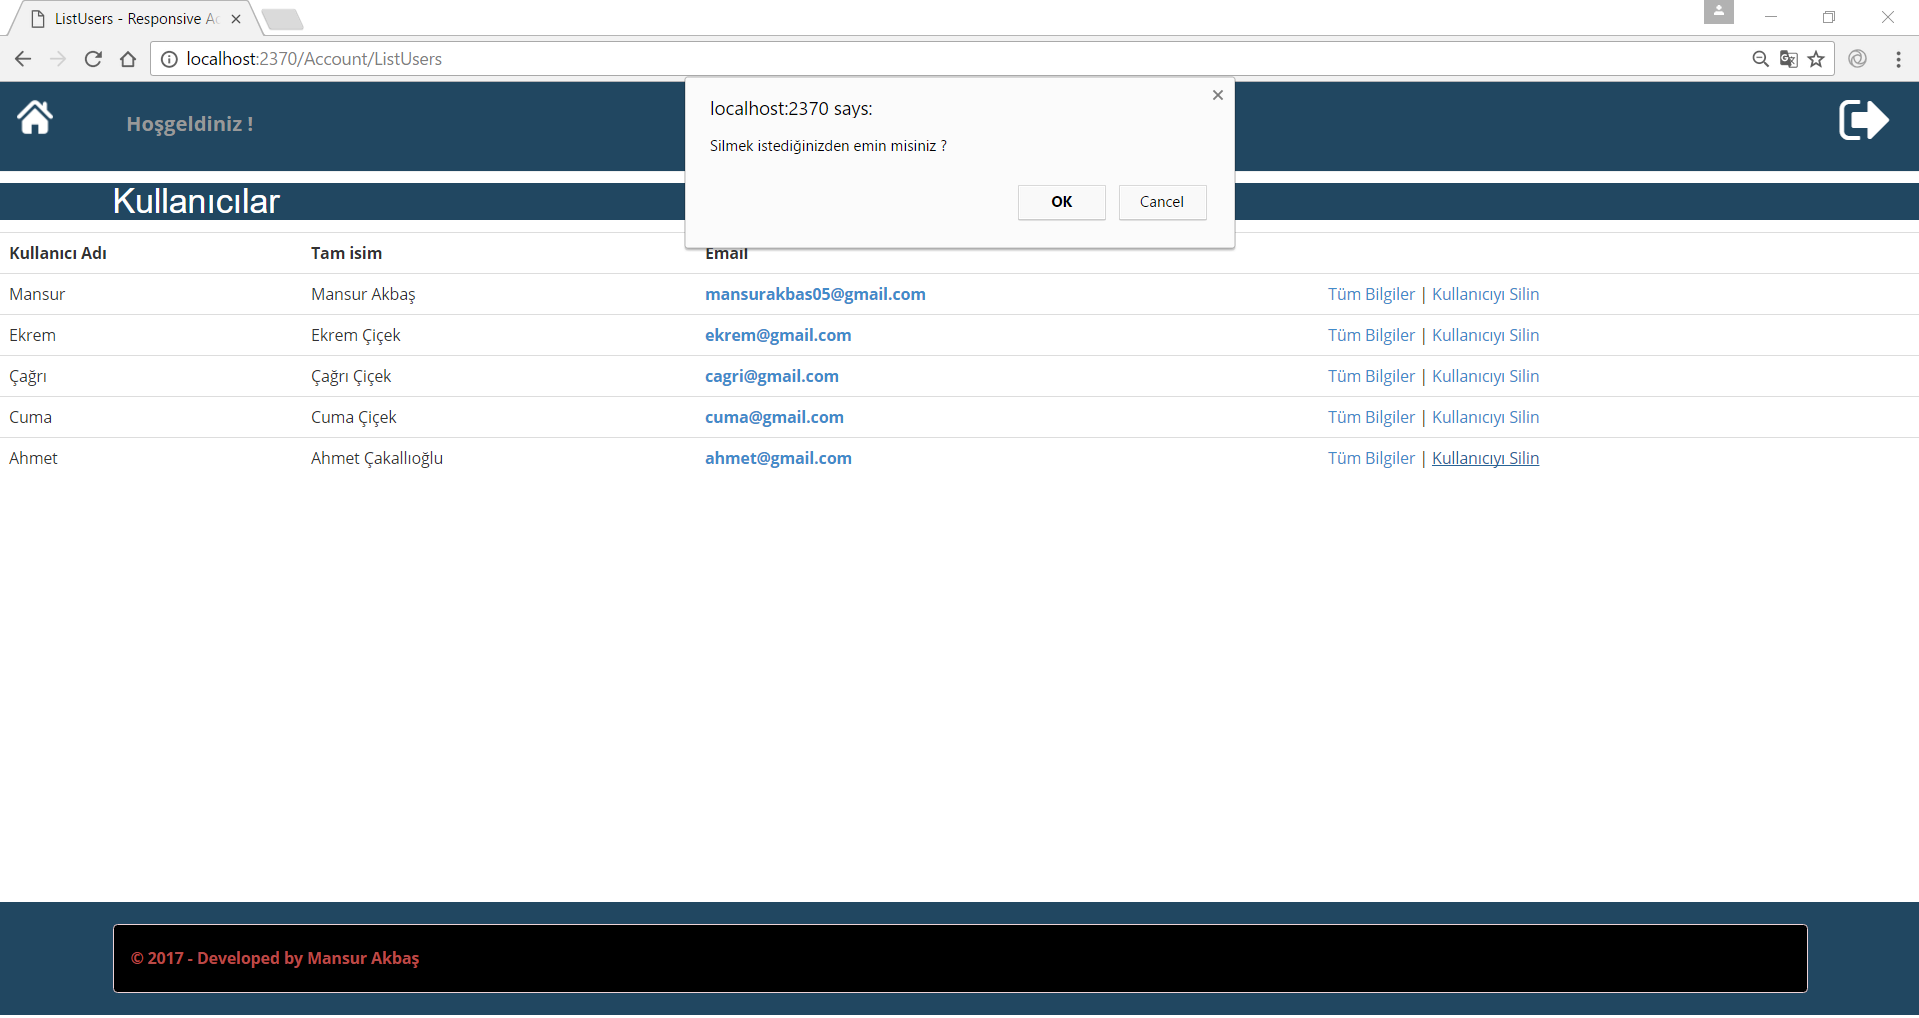 ListUsers - Responsive Ac
localhost:2370/Account/ListUsers
Hoşgeldiniz !
localhost:2370 says:
Silmek istediğinizden emin misiniz ?
OK Cancel
Kullanıcılar
Kullanıcı Adı Tam isim Email
Mansur Mansur Akbaş mansurakbas05@gmail.com Tüm Bilgiler | Kullanıcıyı Silin
Ekrem Ekrem Çiçek ekrem@gmail.com Tüm Bilgiler | Kullanıcıyı Silin
Çağrı Çağrı Çiçek cagri@gmail.com Tüm Bilgiler | Kullanıcıyı Silin
Cuma Cuma Çiçek cuma@gmail.com Tüm Bilgiler | Kullanıcıyı Silin
Ahmet Ahmet Çakallıoğlu ahmet@gmail.com Tüm Bilgiler | Kullanıcıyı Silin
© 2017 - Developed by Mansur Akbaş